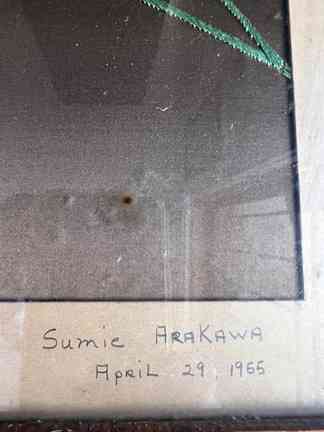 Sumie ARAKAWA
APRIL 29, 1965